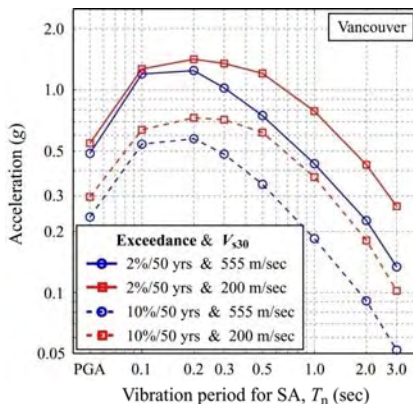 Vancouver
Acceleration (g)
2.0
1.0
0.5
0.3
0.2
0.1
0.05
Exceedance & Vs30
2%/50 yrs & 555 m/sec
2%/50 yrs & 200 m/sec
10%/50 yrs & 555 m/sec
10%/50 yrs & 200 m/sec
PGA 0.1 0.2 0.3 0.5 1.0 2.0 3.0
Vibration period for SA, Tn (sec)